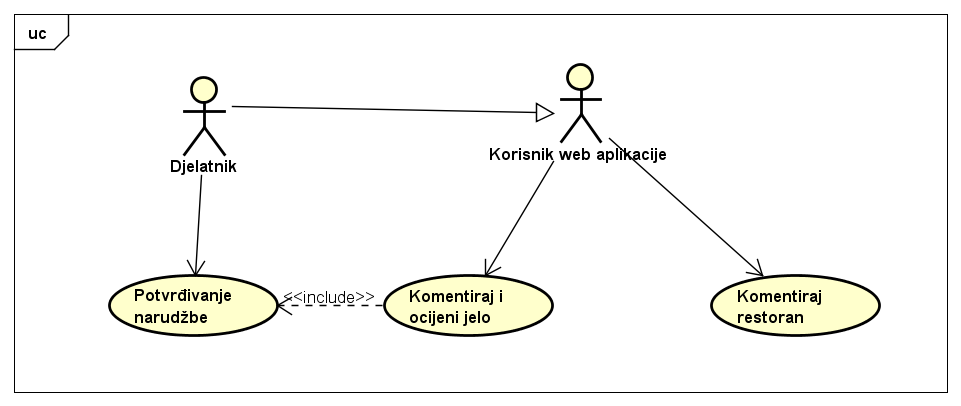 uc
Djelatnik
Korisnik web aplikacije
Potvrđivanje
narudžbe
<<include>>
Komentiraj i
ocijeni jelo
Komentiraj
restoran